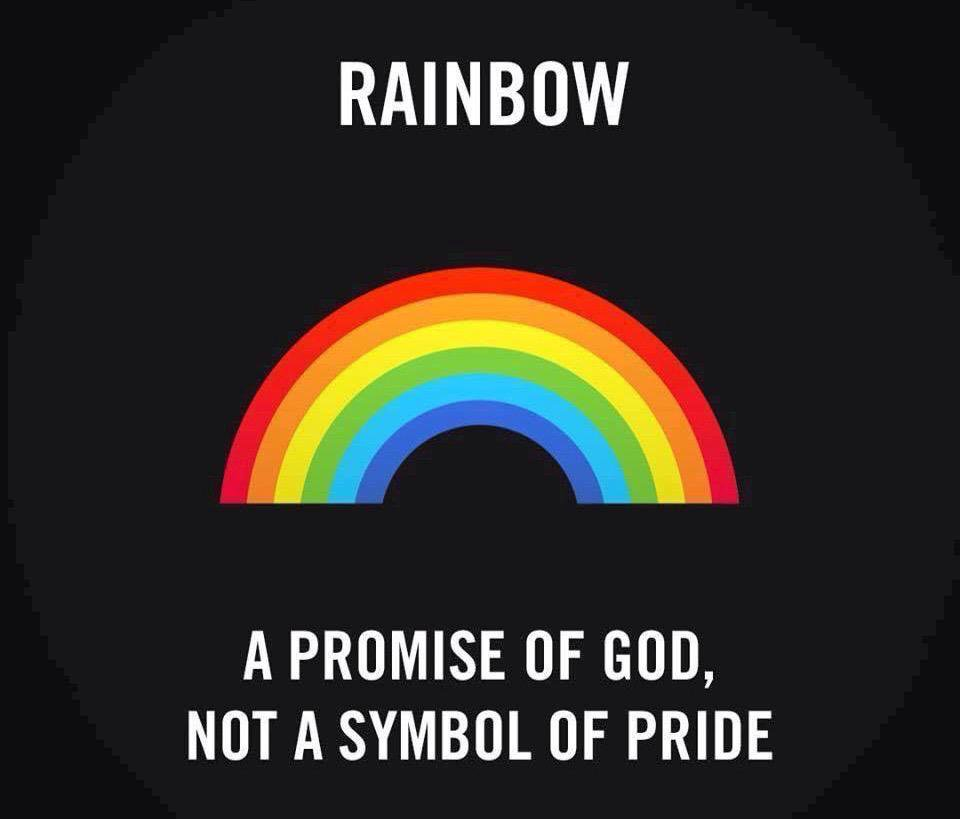 RAINBOW
A PROMISE OF GOD,
NOT A SYMBOL OF PRIDE